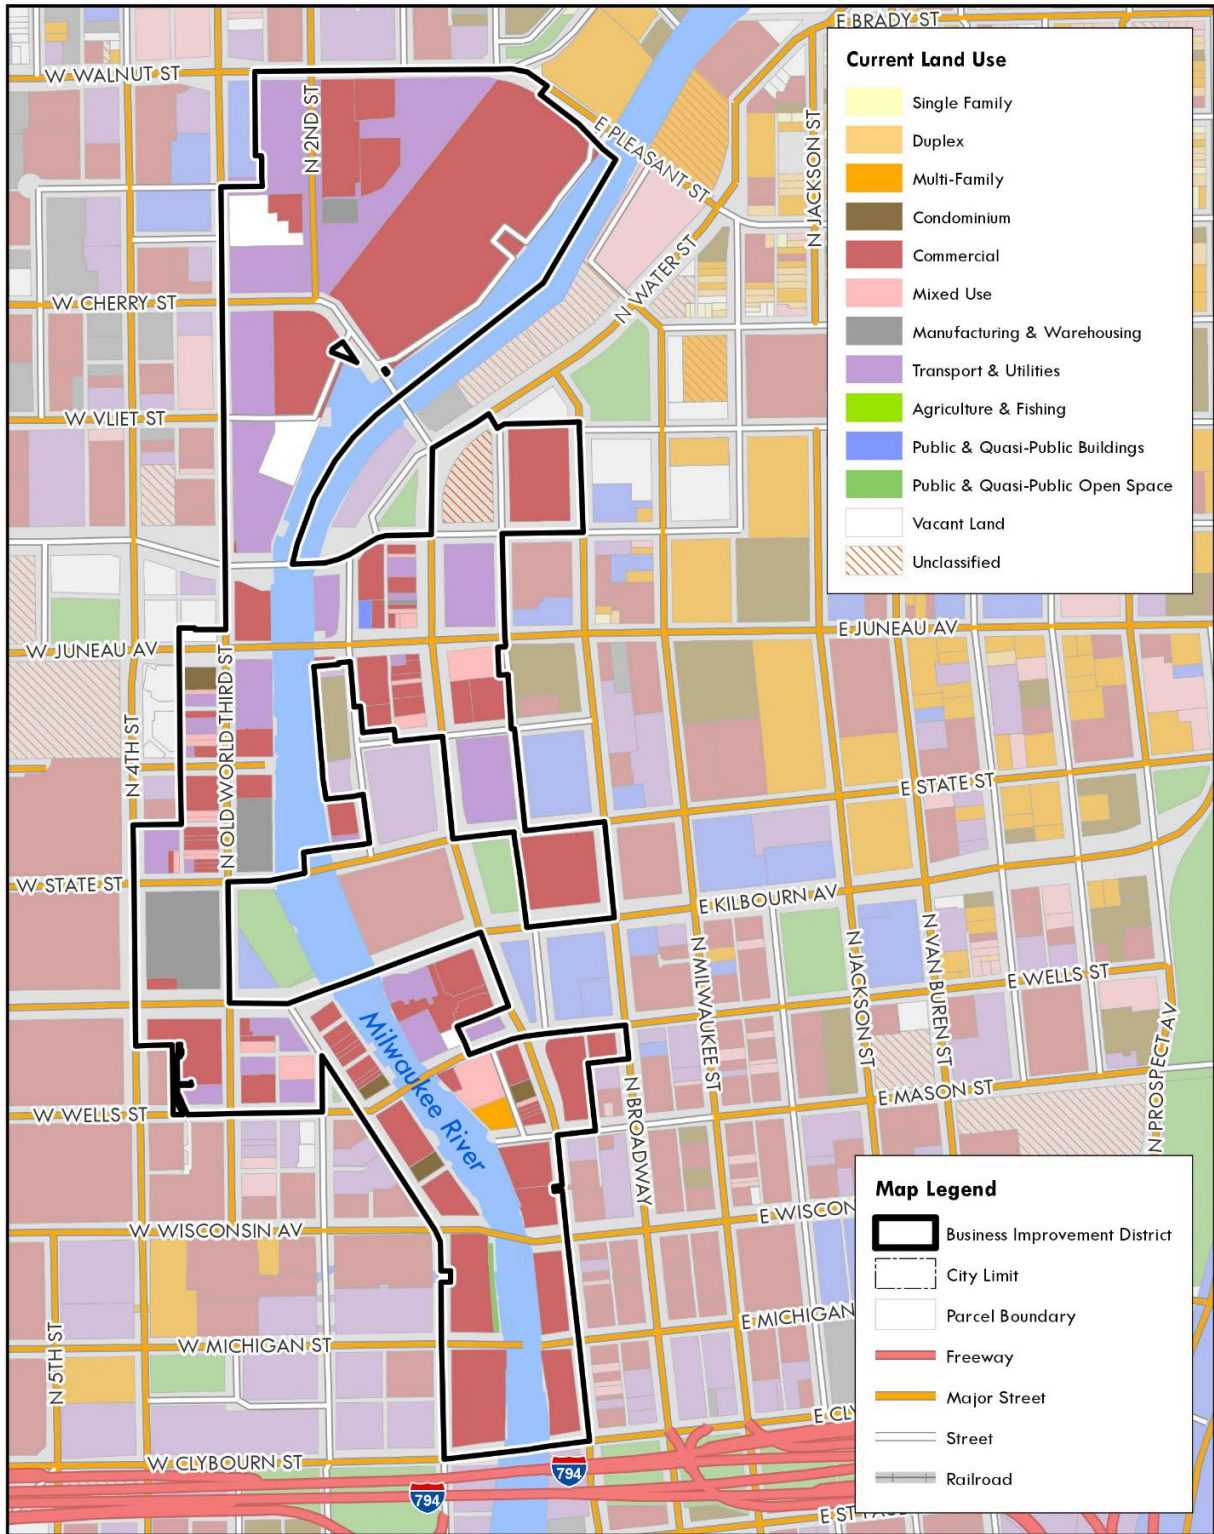 E BRADY ST
W WALNUT ST
N 2ND ST
E PLEASANT ST
N JACKSON ST
N WATER ST
W CHERRY ST
W VLIET ST
Current Land Use
Single Family
Duplex
Multi-Family
Condominium
Commercial
Mixed Use
Manufacturing & Warehousing
Transport & Utilities
Agriculture & Fishing
Public & Quasi-Public Buildings
Public & Quasi-Public Open Space
Vacant Land
Unclassified
W JUNEAU AV
E JUNEAU AV
N 4TH ST
N OLD WORLD THIRD ST
E STATE ST
W STATE ST
E KILBOURN AV
N MILWAUKEE ST
N JACKSON ST
N VAN BUREN ST
E WELLS ST
N PROSPECT AV
Milwaukee River
W WELLS ST
N BROADWAY
E MASON ST
W WISCONSIN AV
E WISCON
W MICHIGAN ST
E MICHIGAN
N 5TH ST
E CLY
W CLYBOURN ST
794
794
E ST PAU
Map Legend
Business Improvement District
City Limit
Parcel Boundary
Freeway
Major Street
Street
Railroad